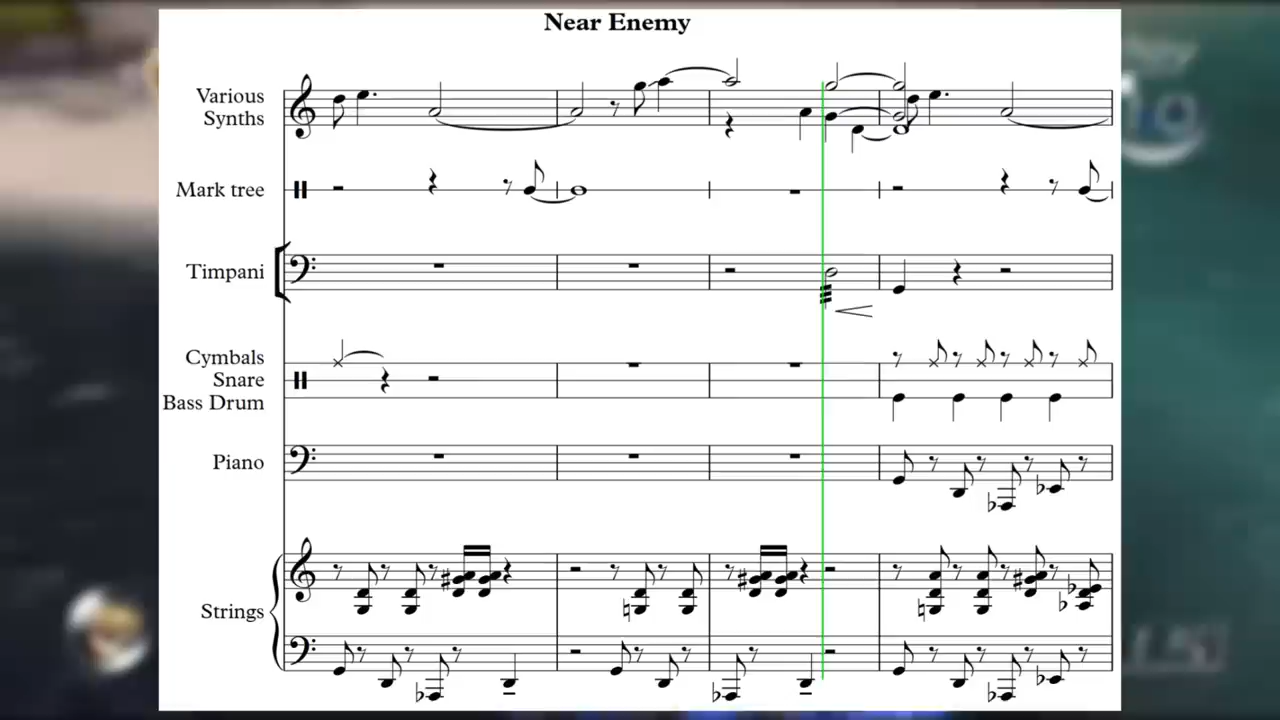 Near Enemy
Various
Synths
Mark tree
Timpani
Cymbals
Snare
Bass Drum
Piano
Strings